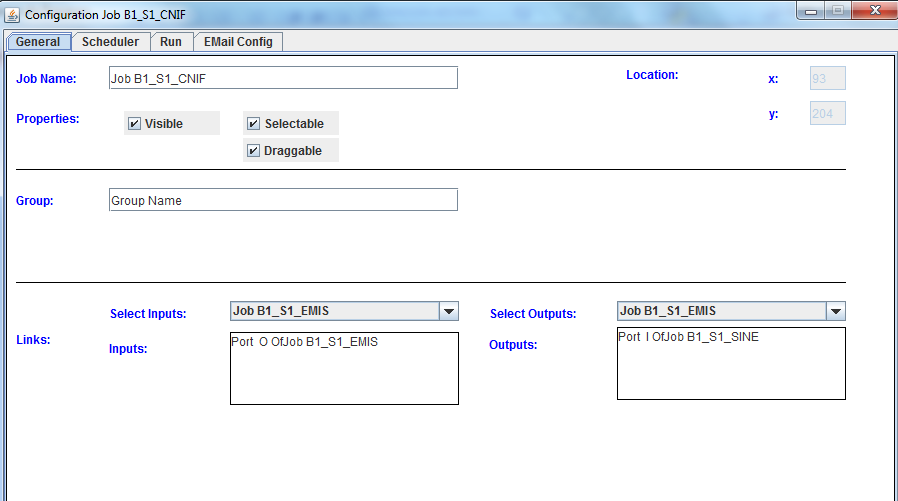 Configuration Job B1_S1_CNIF
General Scheduler Run EMail Config
Job Name: Job B1_S1_CNIF Location: x: 93
Properties: Visible Selectable y: 204
Draggable
Group: Group Name
Select Inputs: Job B1_S1_EMIS Select Outputs: Job B1_S1_EMIS
Links: Inputs: Port O OfJob B1_S1_EMIS Outputs: Port I OfJob B1_S1_SINE